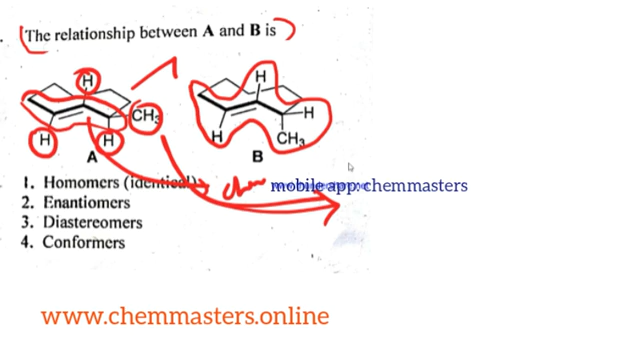 The relationship between A and B is
H
H
CH3
H
H
H
H
H
CH3
A
B
1. Homomers (identical)
mobile app:chemmasters
2. Enantiomers
3. Diastereomers
4. Conformers
www.chemmasters.online